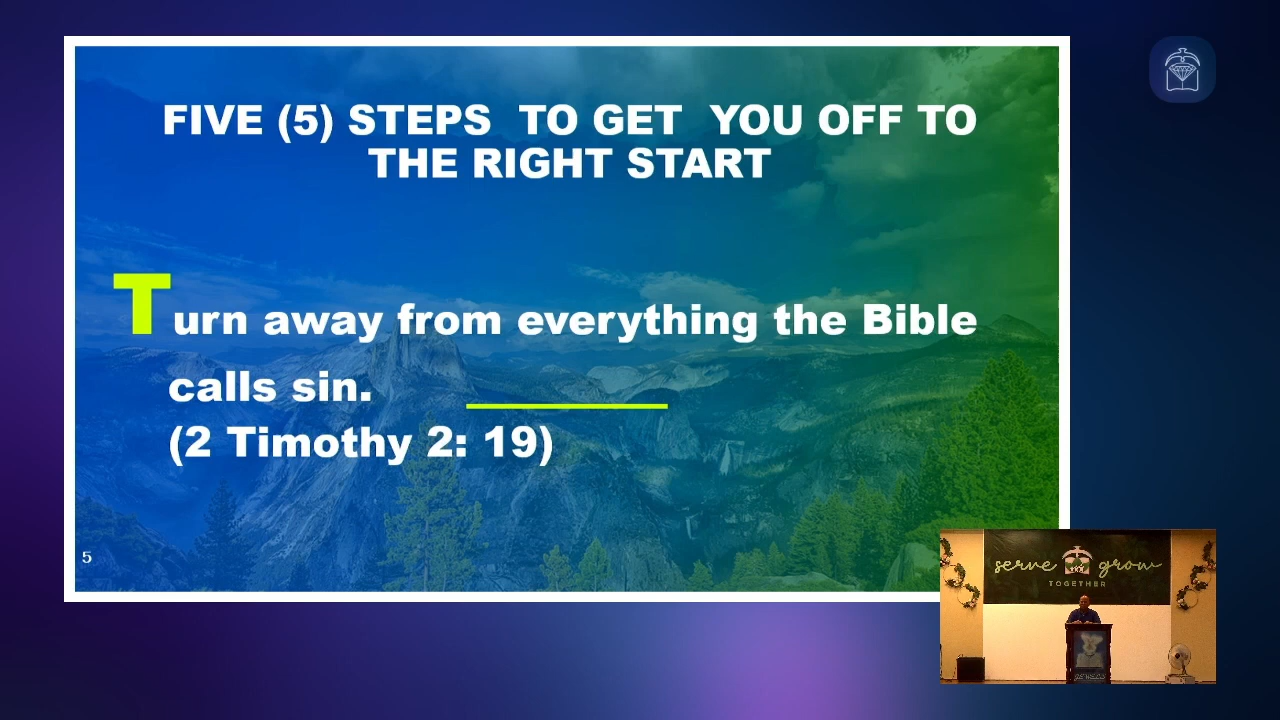 FIVE (5) STEPS TO GET YOU OFF TO
THE RIGHT START
Turn away from everything the Bible
calls sin.
(2 Timothy 2: 19)
5
serve grow
TOGETHER
JEWELS